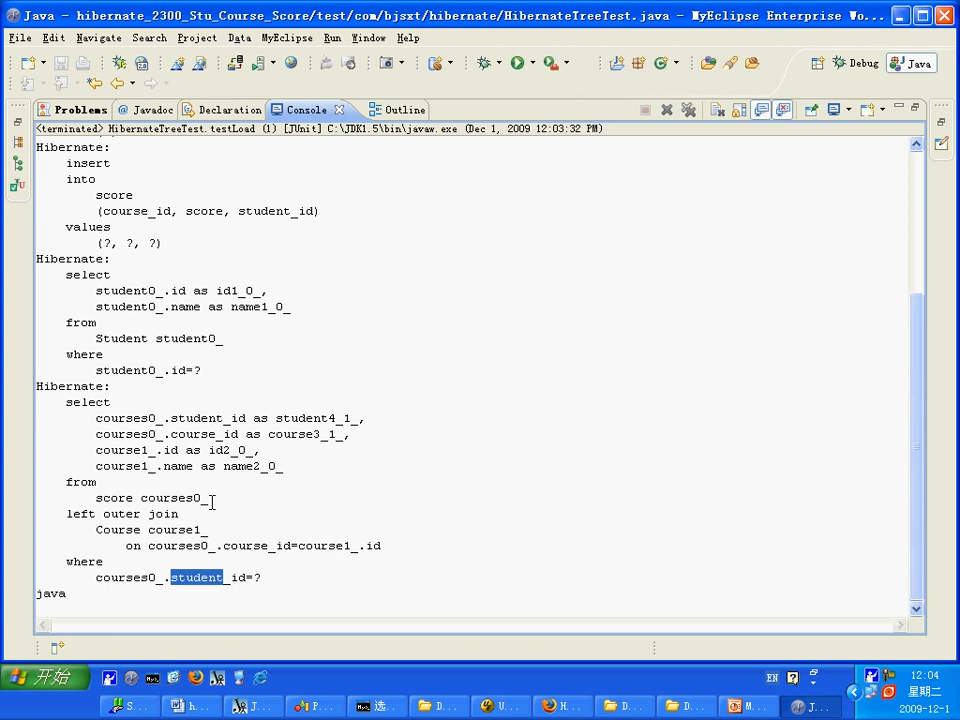 Java - hibernate_2300_Stu_Course_Score/test/com/bjsxt/hibernate/HibernateTreeTest.java - MyEclipse Enterprise Wo...
File Edit Navigate Search Project Data MyEclipse Run Window Help
Debug Java
Problems Javadoc Declaration Console Outline
<terminated> HibernateTreeTest.testLoad (1) [JUnit] C:\JDK1.5\bin\javaw.exe (Dec 1, 2009 12:03:32 PM)
Hibernate:
insert
into
score
(course_id, score, student_id)
values
(?, ?, ?)
Hibernate:
select
student0_.id as id1_0_,
student0_.name as name1_0_
from
Student student0_
where
student0_.id=?
Hibernate:
select
courses0_.student_id as student4_1_,
courses0_.course_id as course3_1_,
course1_.id as id2_0_,
course1_.name as name2_0_
from
score courses0_
left outer join
Course course1_
on courses0_.course_id=course1_.id
where
courses0_.student_id=?
java
开始
EN
12:04
星期二
2009-12-1
S... h... J... P... 选... D... U... H... D... D... M... J...